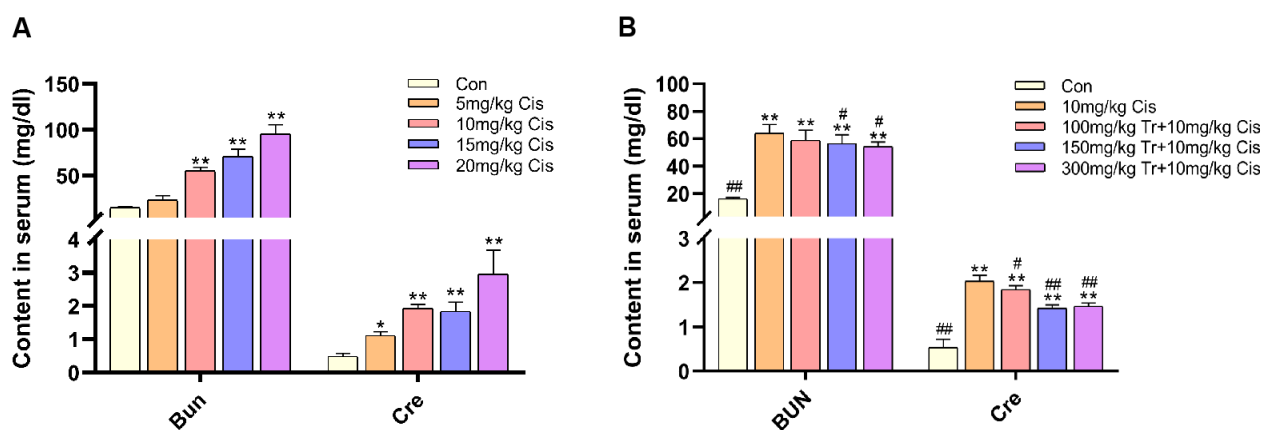 A
Content in serum (mg/dl)
150
100
50
4
3
2
1
0
Con
5mg/kg Cis
10mg/kg Cis
15mg/kg Cis
20mg/kg Cis
**
**
**
*
**
**
**
Bun
Cre
B
Content in serum (mg/dl)
100
80
60
40
20
3
2
1
0
Con
10mg/kg Cis
100mg/kg Tr+10mg/kg Cis
150mg/kg Tr+10mg/kg Cis
300mg/kg Tr+10mg/kg Cis
##
**
**
#
**
#
**
##
**
#
**
##
**
##
**
BUN
Cre